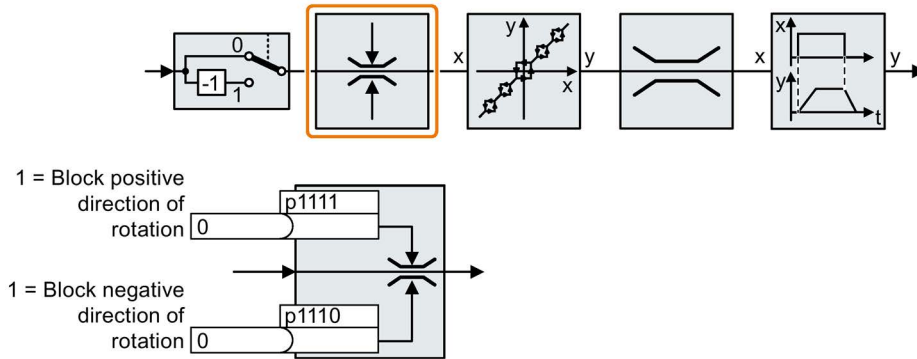 0
-1
1
x
y
x
y
x
x
y
t
y
1 = Block positive
direction of
rotation
p1111
0
1 = Block negative
direction of
rotation
p1110
0